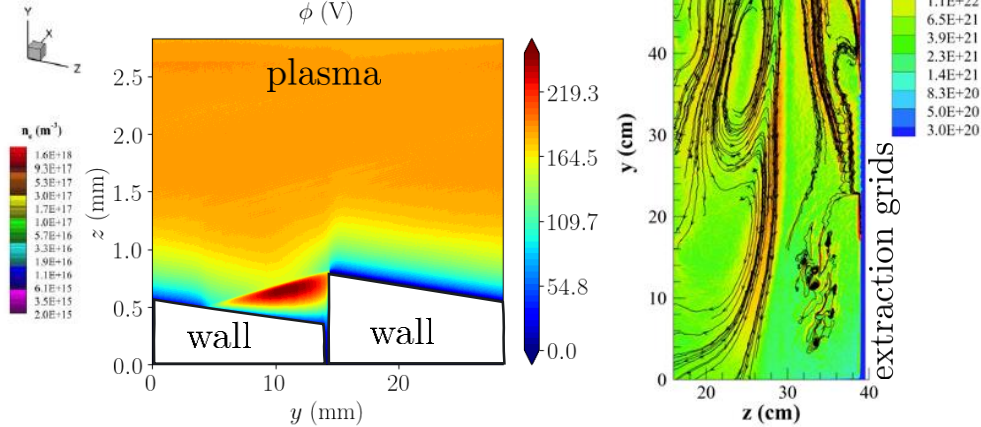 Y
X
Z
n_e (m^-3)
1.6E+18
9.3E+17
5.3E+17
3.0E+17
1.7E+17
1.0E+17
5.7E+16
3.3E+16
1.9E+16
1.1E+16
6.1E+15
3.5E+15
2.0E+15
ϕ (V)
plasma
wall
wall
z (mm)
2.5
2.0
1.5
1.0
0.5
0.0
0
10
20
y (mm)
219.3
164.5
109.7
54.8
0.0
y (cm)
40
30
20
10
0
20
30
40
z (cm)
extraction grids
1.1E+22
6.5E+21
3.9E+21
2.3E+21
1.4E+21
8.3E+20
5.0E+20
3.0E+20